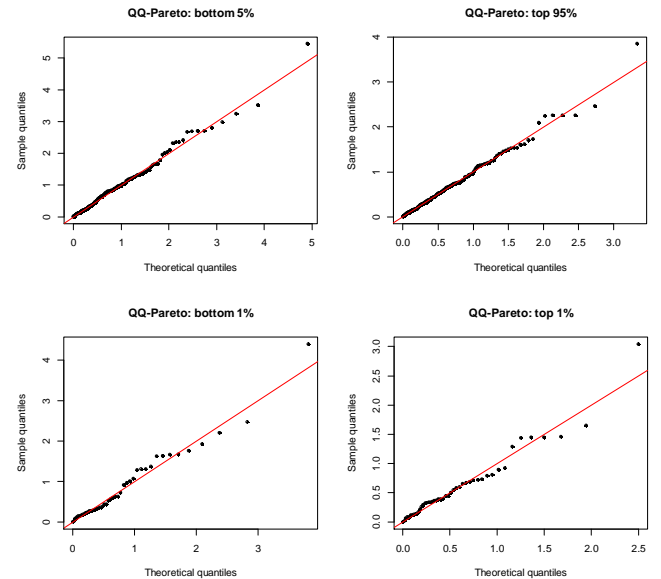 QQ-Pareto: bottom 5%
Sample quantiles
0 1 2 3 4 5
0 1 2 3 4 5
Theoretical quantiles
QQ-Pareto: top 95%
Sample quantiles
0 1 2 3 4
0.0 0.5 1.0 1.5 2.0 2.5 3.0
Theoretical quantiles
QQ-Pareto: bottom 1%
Sample quantiles
0 1 2 3 4
0 1 2 3
Theoretical quantiles
QQ-Pareto: top 1%
Sample quantiles
0.0 0.5 1.0 1.5 2.0 2.5 3.0
0.0 0.5 1.0 1.5 2.0 2.5
Theoretical quantiles